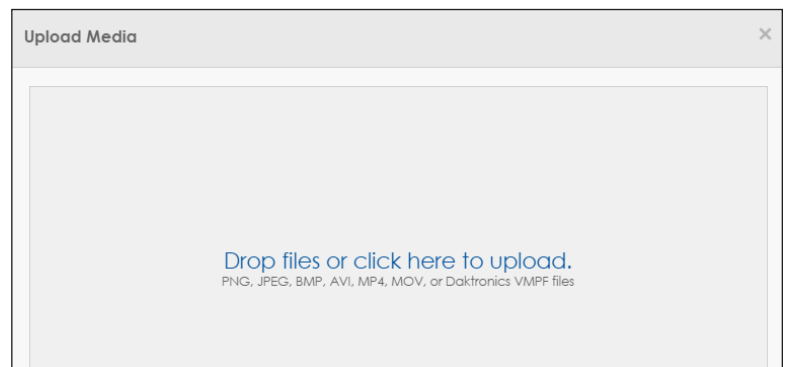 Upload Media
Drop files or click here to upload.
PNG, JPEG, BMP, AVI, MP4, MOV, or Daktronics VMPF files